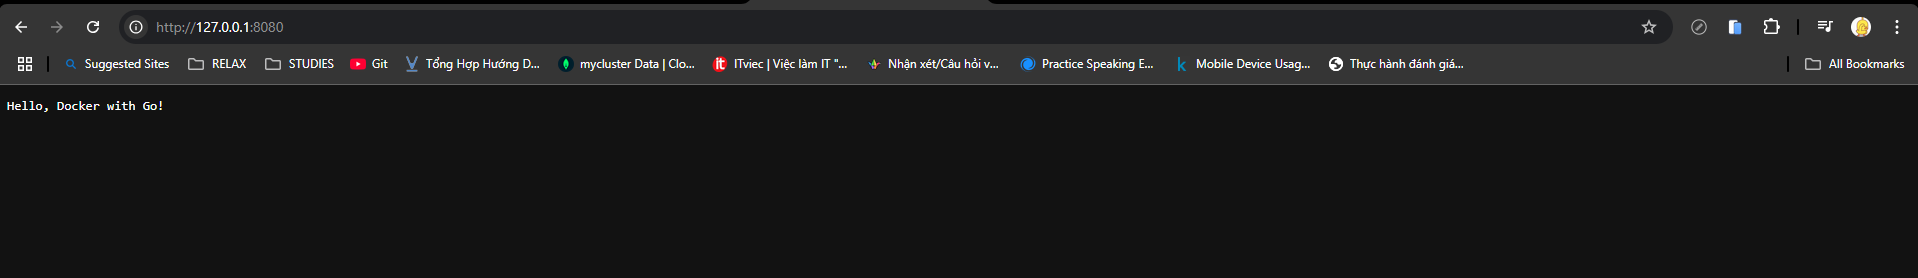 http://127.0.0.1:8080
Suggested Sites RELAX STUDIES Git Tổng Hợp Hướng D... mycluster Data | Clo... ITviec | Việc làm IT "... Nhận xét/Câu hỏi v... Practice Speaking E... Mobile Device Usag... Thực hành đánh giá... All Bookmarks
Hello, Docker with Go!